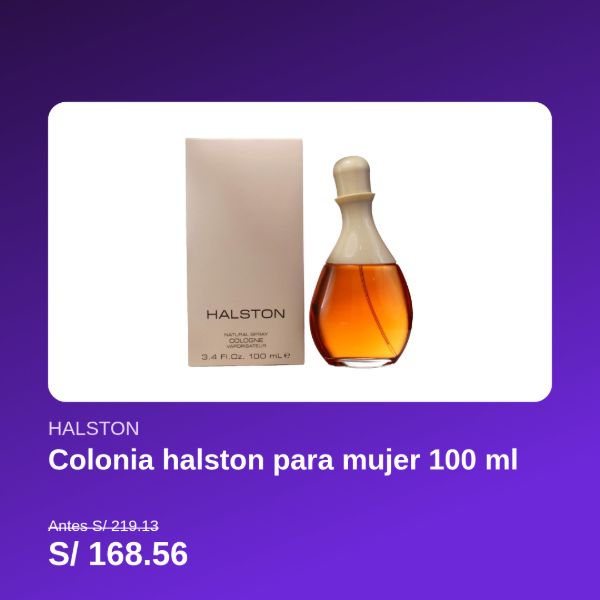 HALSTON
NATURAL SPRAY
COLOGNE
VAPORISATEUR
3.4 Fl.Oz. 100 mL℮
HALSTON
Colonia halston para mujer 100 ml
Antes S/ 219.13
S/ 168.56